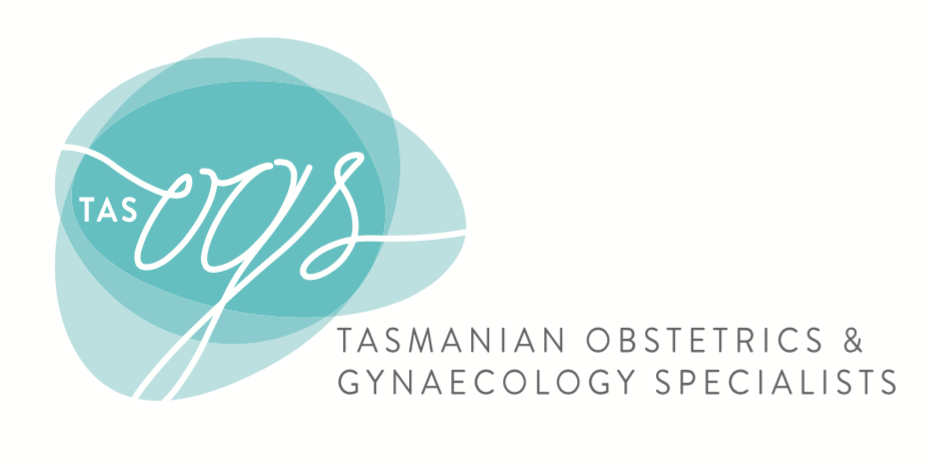 TAS ogs
TASMANIAN OBSTETRICS &
GYNAECOLOGY SPECIALISTS